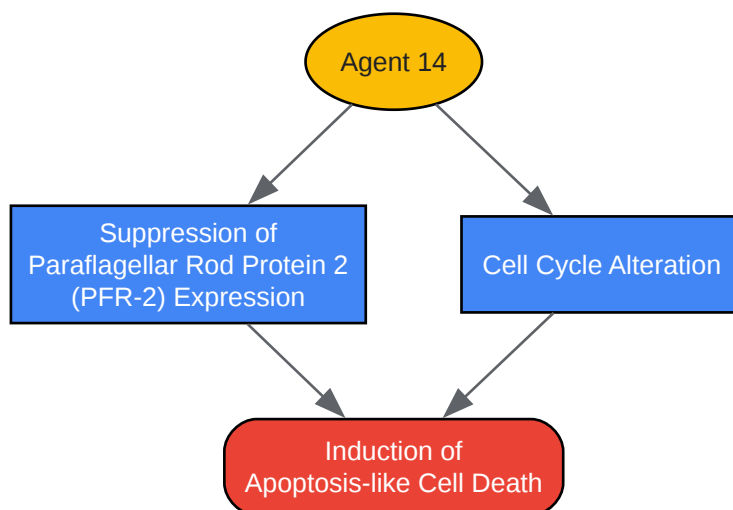 Agent 14
Suppression of
Paraflagellar Rod Protein 2
(PFR-2) Expression
Cell Cycle Alteration
Induction of
Apoptosis-like Cell Death